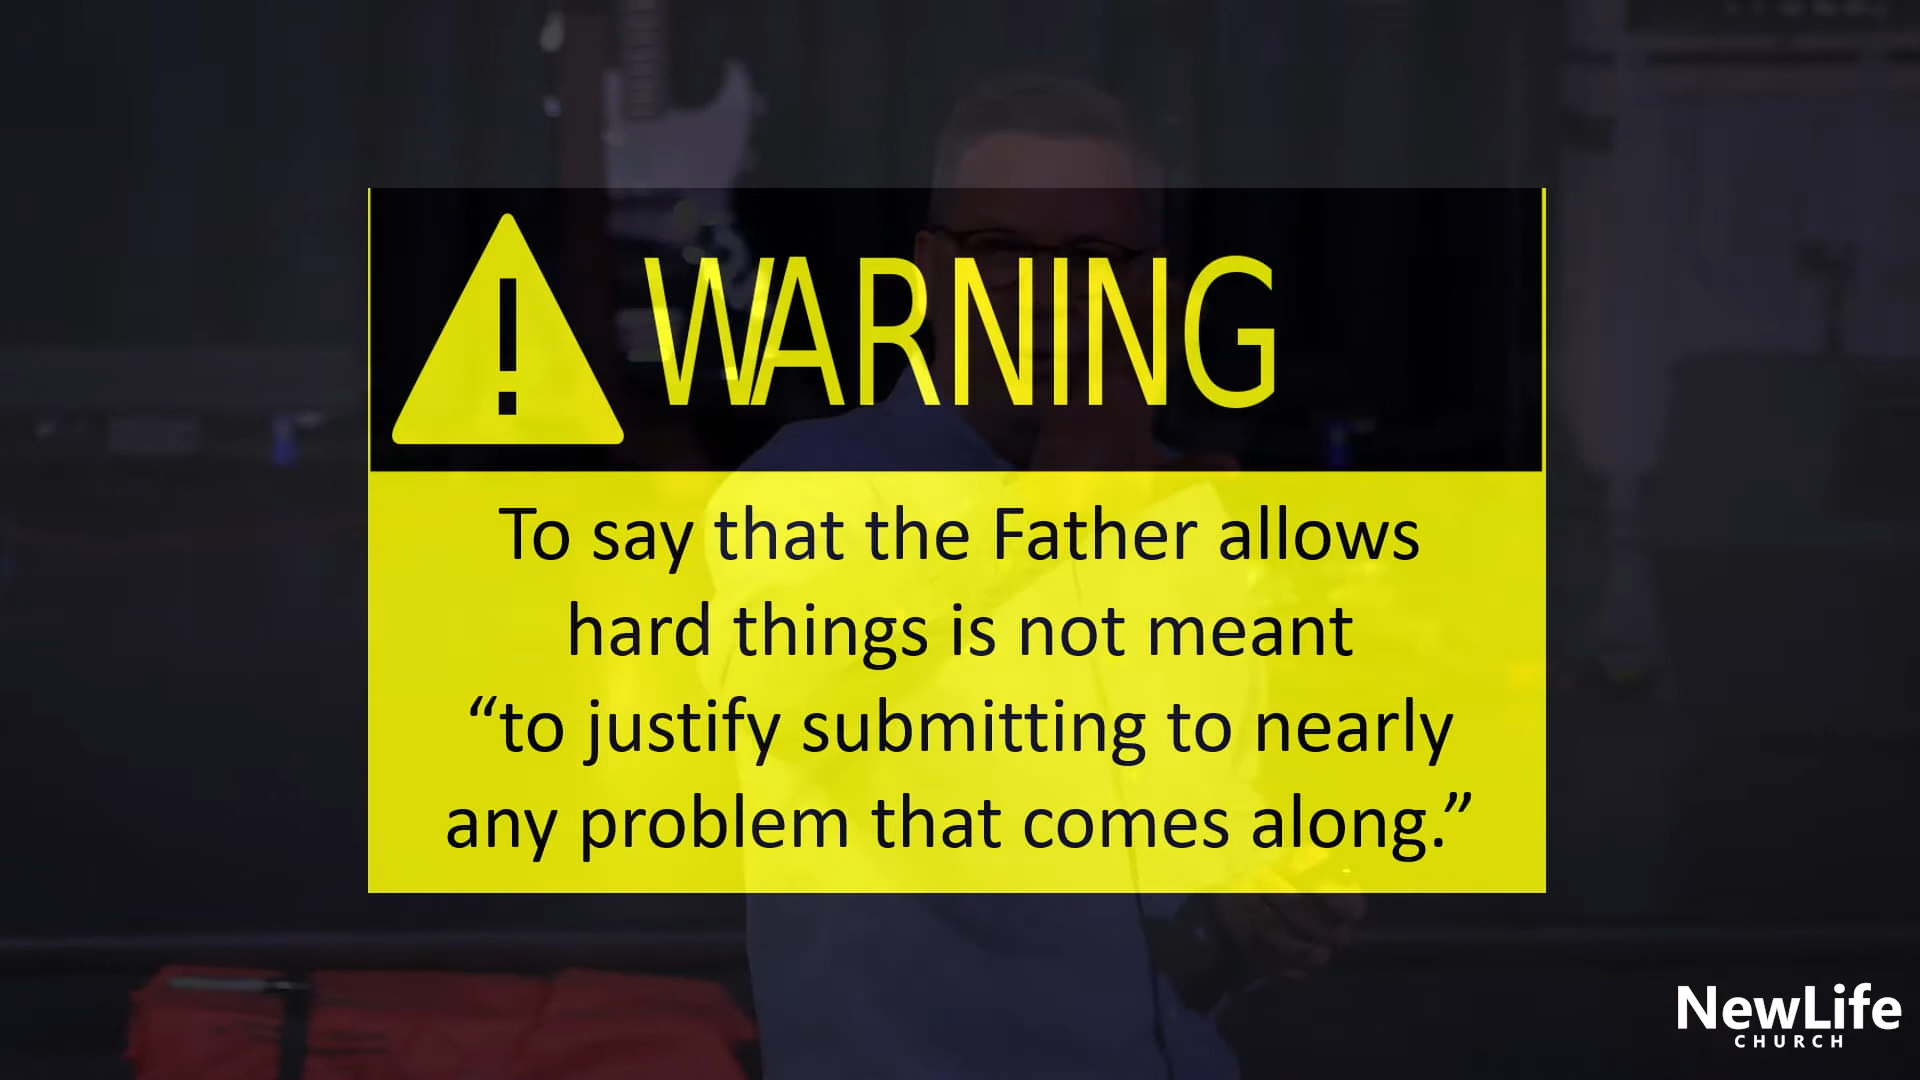 WARNING
To say that the Father allows
hard things is not meant
“to justify submitting to nearly
any problem that comes along.”
NewLife
CHURCH